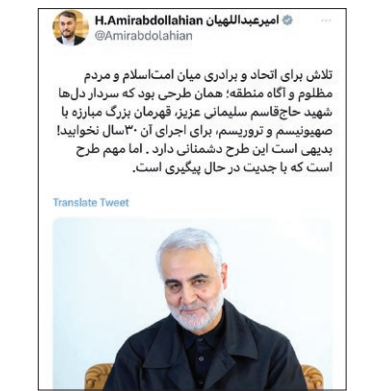 H.Amirabdollahian امیرعبداللهیان
@Amirabdolahian
تلاش برای اتحاد و برادری میان امت‌اسلام و مردم
مظلوم و آگاه منطقه؛ همان طرحی بود که سردار دل‌ها
شهید حاج‌قاسم سلیمانی عزیز، قهرمان بزرگ مبارزه با
صهیونیسم و تروریسم، برای اجرای آن ۳۰سال نخوابید!
بدیهی است این طرح دشمنانی دارد . اما مهم طرح
است که با جدیت در حال پیگیری است.
Translate Tweet